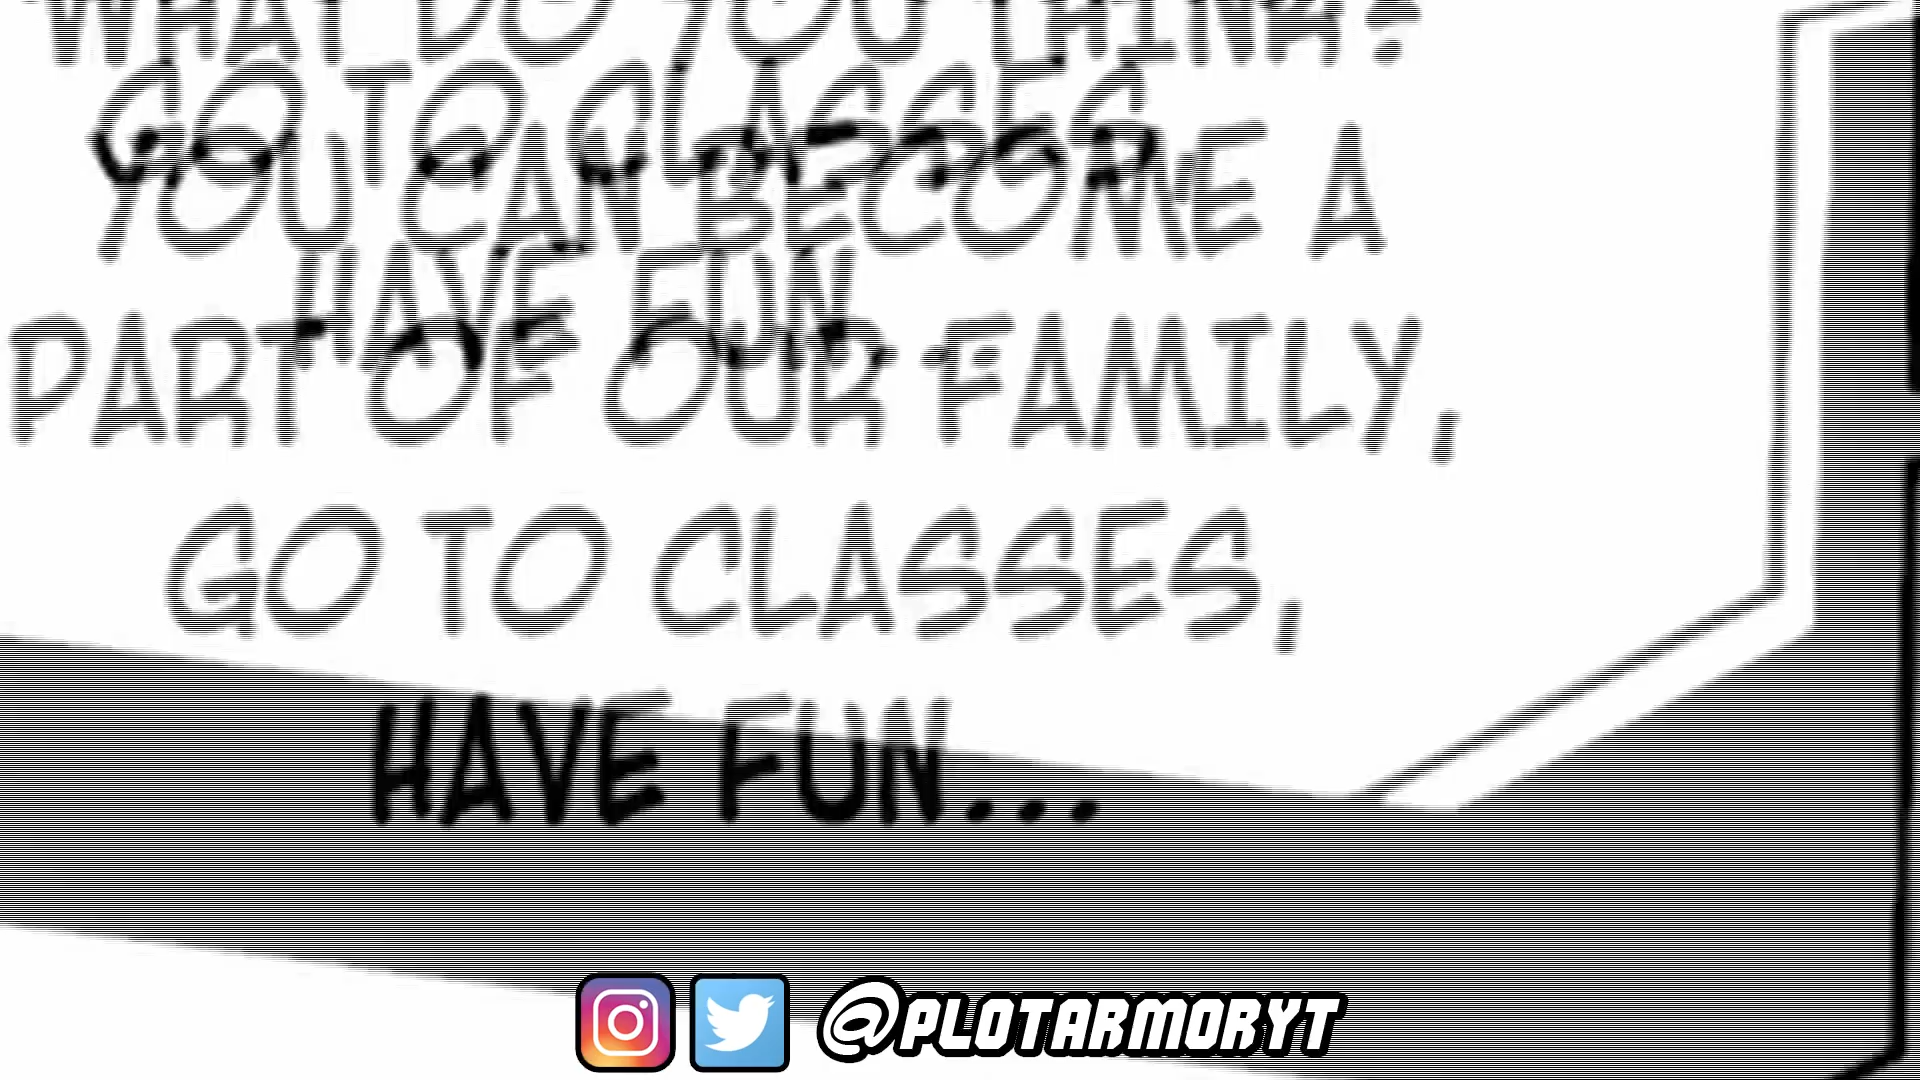 WHAT DO YOU THINK?
GO TO CLASSES,
YOU CAN BECOME A
HAVE FUN...
PART OF OUR FAMILY,
GO TO CLASSES,
HAVE FUN...
@PLOTARMORYT